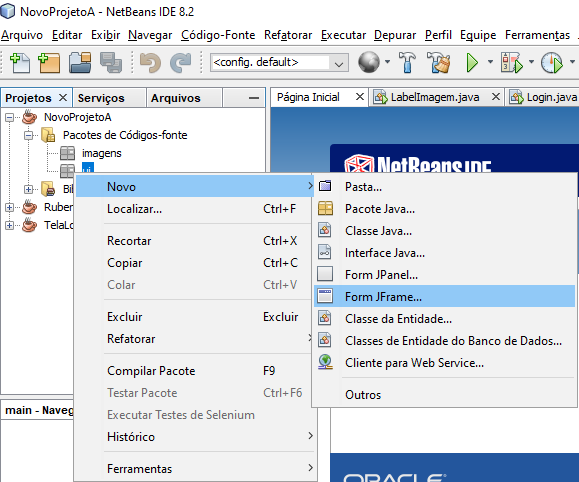 NovoProjetoA - NetBeans IDE 8.2
Arquivo Editar Exibir Navegar Código-Fonte Refatorar Executar Depurar Perfil Equipe Ferramentas
<config. default>
Projetos Serviços Arquivos
Página Inicial LabelImagem.java Login.java
NovoProjetoA
Pacotes de Códigos-fonte
imagens
ui
Bi
Ruber
TelaLo
NetBeans IDE
Novo
Localizar... Ctrl+F
Recortar Ctrl+X
Copiar Ctrl+C
Colar Ctrl+V
Excluir Excluir
Refatorar
Compilar Pacote F9
Testar Pacote Ctrl+F6
Executar Testes de Selenium
Histórico
Ferramentas
Pasta...
Pacote Java...
Classe Java...
Interface Java...
Form JPanel...
Form JFrame...
Classe da Entidade...
Classes de Entidade do Banco de Dados...
Cliente para Web Service...
Outros
main - Naveg
ORACLE